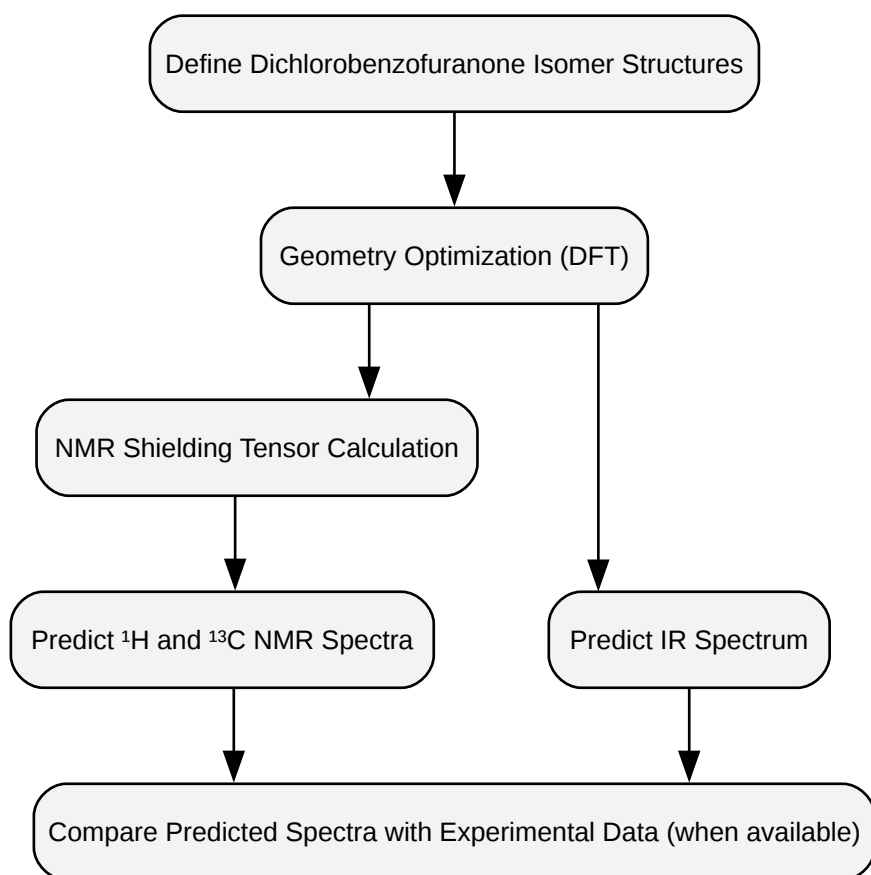 Define Dichlorobenzofuranone Isomer Structures
Geometry Optimization (DFT)
NMR Shielding Tensor Calculation
Predict ¹H and ¹³C NMR Spectra
Predict IR Spectrum
Compare Predicted Spectra with Experimental Data (when available)